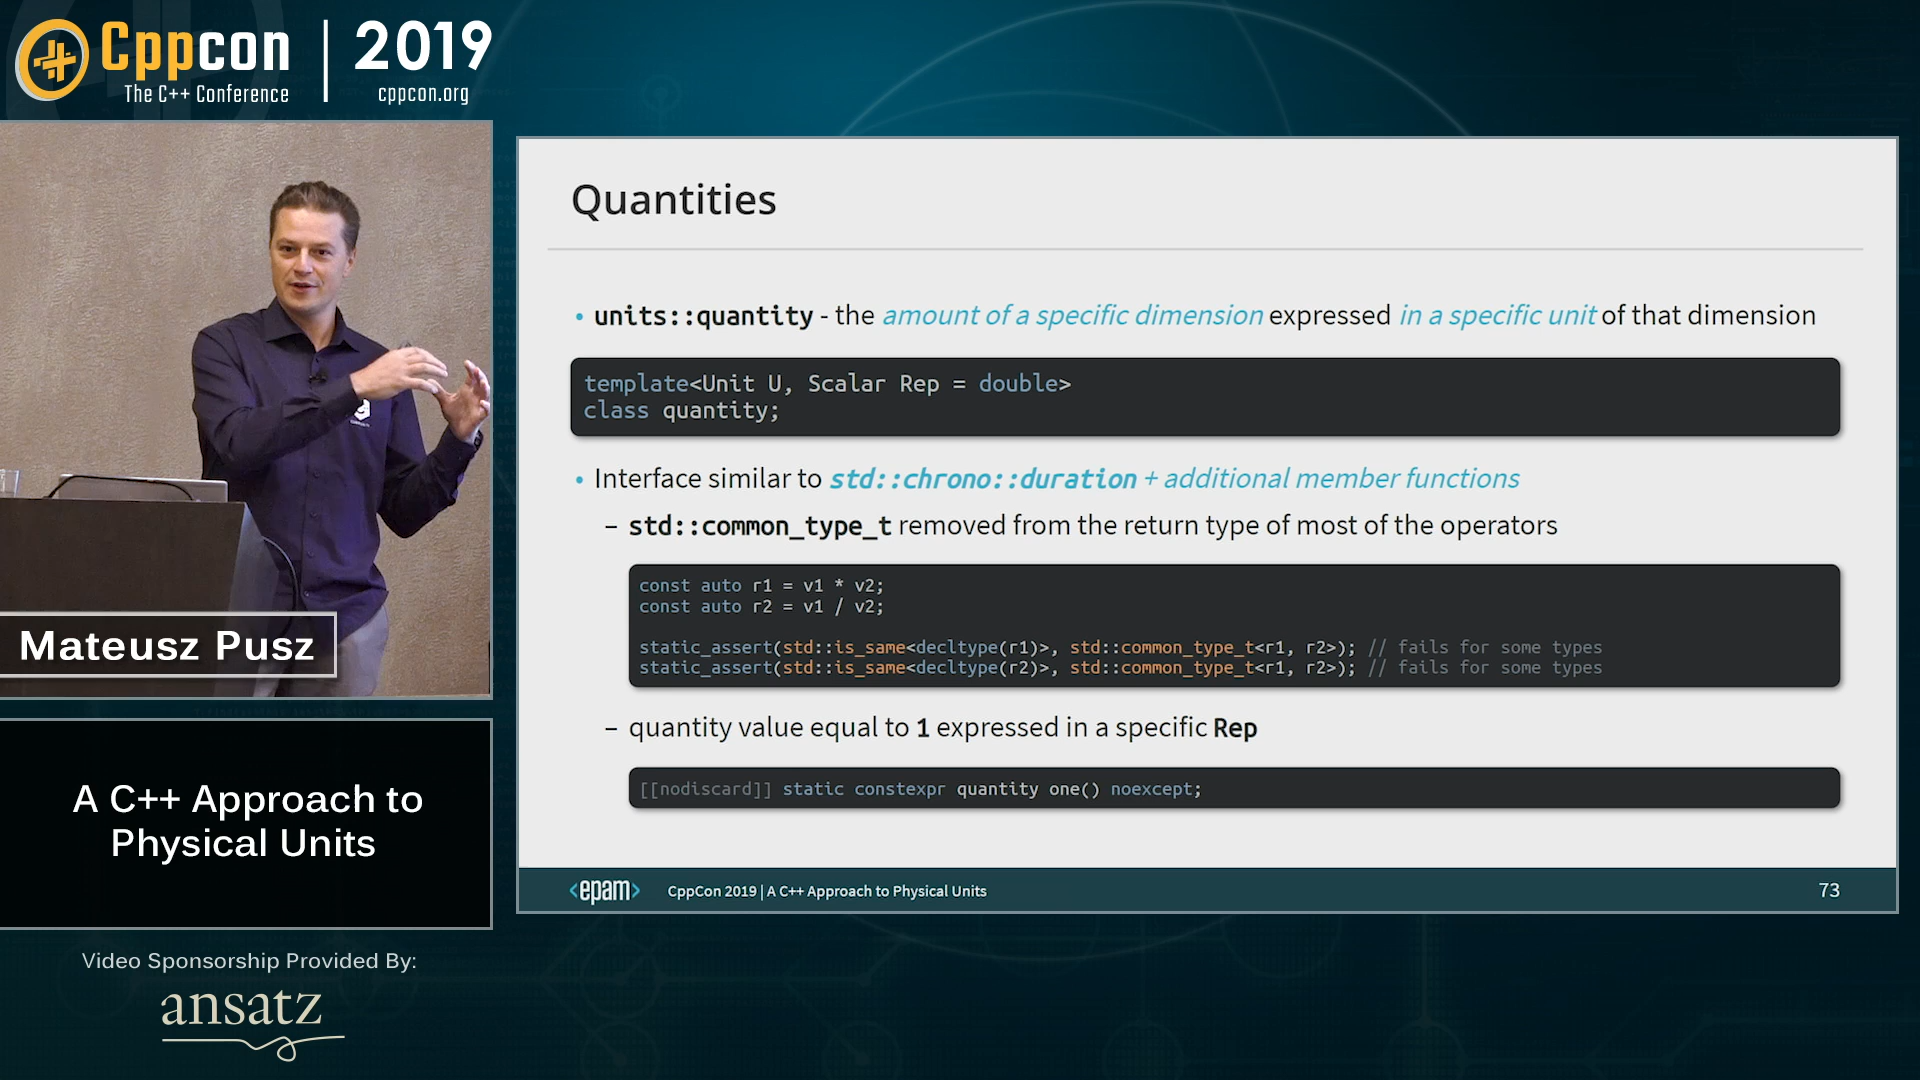 Cppcon
The C++ Conference
2019
cppcon.org
Mateusz Pusz
A C++ Approach to
Physical Units
Video Sponsorship Provided By:
ansatz
Quantities
• units::quantity - the amount of a specific dimension expressed in a specific unit of that dimension
template<Unit U, Scalar Rep = double>
class quantity;
• Interface similar to std::chrono::duration + additional member functions
– std::common_type_t removed from the return type of most of the operators
const auto r1 = v1 * v2;
const auto r2 = v1 / v2;
static_assert(std::is_same<decltype(r1)>, std::common_type_t<r1, r2>); // fails for some types
static_assert(std::is_same<decltype(r2)>, std::common_type_t<r1, r2>); // fails for some types
– quantity value equal to 1 expressed in a specific Rep
[[nodiscard]] static constexpr quantity one() noexcept;
<epam> CppCon 2019 | A C++ Approach to Physical Units 73